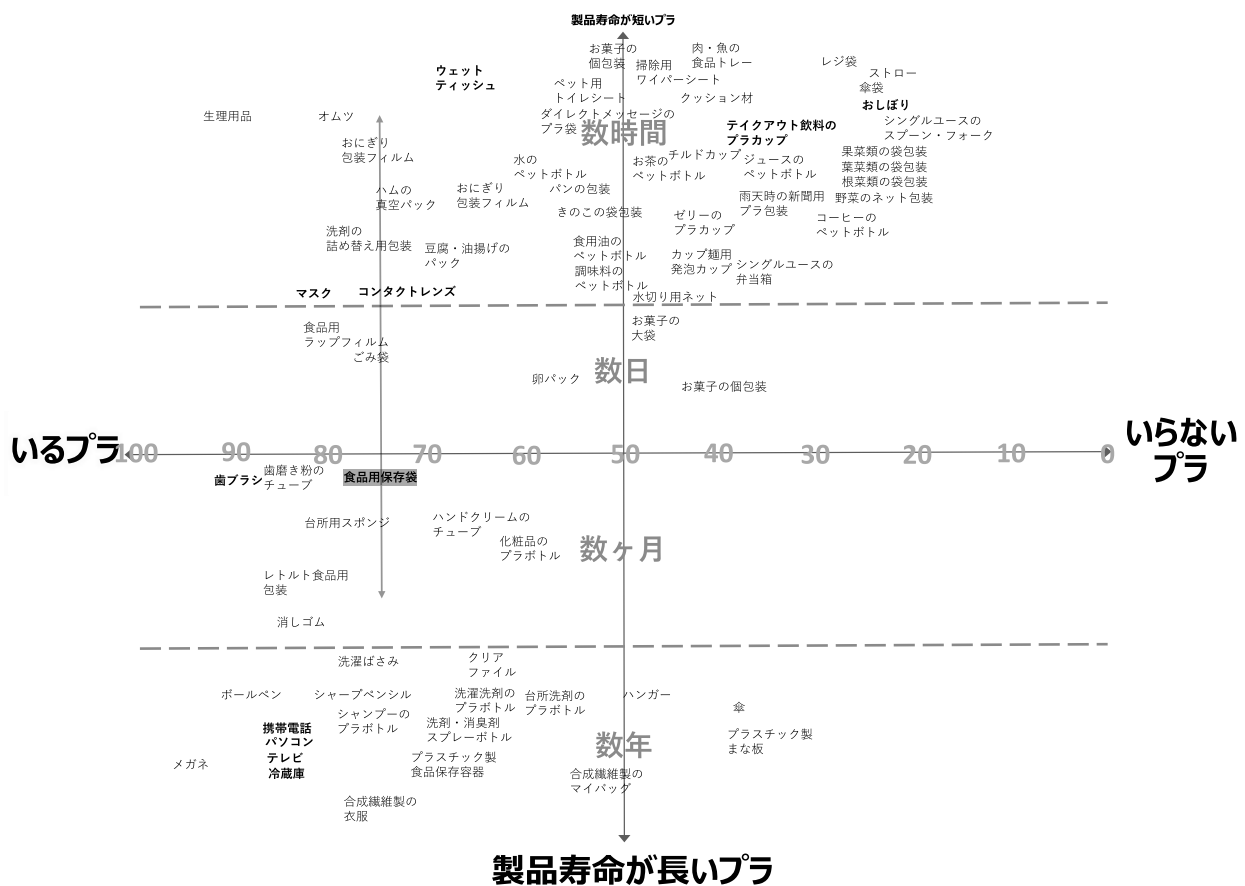 製品寿命が短いプラ
お菓子の
個包装
掃除用
ワイパーシート
肉・魚の
食品トレー
レジ袋
ストロー
傘袋
ウェット
ティッシュ
ペット用
トイレシート
クッション材
おしぼり
生理用品
オムツ
ダイレクトメッセージの
プラ袋
数時間
テイクアウト飲料の
プラカップ
シングルユースの
スプーン・フォーク
おにぎり
包装フィルム
水の
ペットボトル
お茶の
ペットボトル
チルドカップ
ジュースの
ペットボトル
果菜類の袋包装
葉菜類の袋包装
根菜類の袋包装
野菜のネット包装
ハムの
真空パック
おにぎり
包装フィルム
パンの包装
雨天時の新聞用
プラ包装
きのこの袋包装
ゼリーの
プラカップ
コーヒーの
ペットボトル
洗剤の
詰め替え用包装
豆腐・油揚げの
パック
食用油の
ペットボトル
調味料の
ペットボトル
カップ麺用
発泡カップ
シングルユースの
弁当箱
マスク
コンタクトレンズ
水切り用ネット
食品用
ラップフィルム
ごみ袋
お菓子の
大袋
卵パック
数日
お菓子の個包装
いるプラ
100
90
80
70
60
50
40
30
20
10
0
いらない
プラ
歯ブラシ
歯磨き粉の
チューブ
食品用保存袋
台所用スポンジ
ハンドクリームの
チューブ
化粧品の
プラボトル
数ヶ月
レトルト食品用
包装
消しゴム
洗濯ばさみ
クリア
ファイル
ボールペン
シャープペンシル
洗濯洗剤の
プラボトル
台所洗剤の
プラボトル
ハンガー
傘
シャンプーの
プラボトル
洗剤・消臭剤
スプレーボトル
携帯電話
パソコン
テレビ
冷蔵庫
数年
プラスチック製
まな板
メガネ
プラスチック製
食品保存容器
合成繊維製の
マイバッグ
合成繊維製の
衣服
製品寿命が長いプラ